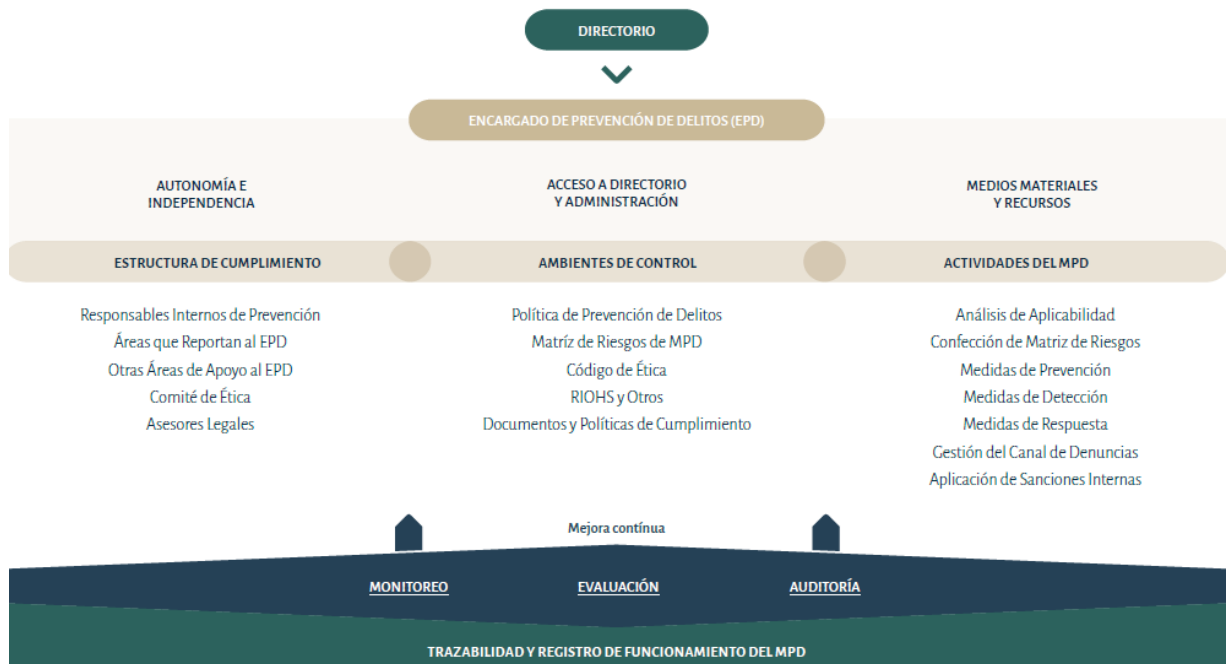 DIRECTORIO
ENCARGADO DE PREVENCIÓN DE DELITOS (EPD)
AUTONOMÍA E
INDEPENDENCIA
ACCESO A DIRECTORIO
Y ADMINISTRACIÓN
MEDIOS MATERIALES
Y RECURSOS
ESTRUCTURA DE CUMPLIMIENTO
AMBIENTES DE CONTROL
ACTIVIDADES DEL MPD
Responsables Internos de Prevención
Áreas que Reportan al EPD
Otras Áreas de Apoyo al EPD
Comité de Ética
Asesores Legales
Política de Prevención de Delitos
Matríz de Riesgos de MPD
Código de Ética
RIOHS y Otros
Documentos y Políticas de Cumplimiento
Análisis de Aplicabilidad
Confección de Matriz de Riesgos
Medidas de Prevención
Medidas de Detección
Medidas de Respuesta
Gestión del Canal de Denuncias
Aplicación de Sanciones Internas
Mejora contínua
MONITOREO
EVALUACIÓN
AUDITORÍA
TRAZABILIDAD Y REGISTRO DE FUNCIONAMIENTO DEL MPD